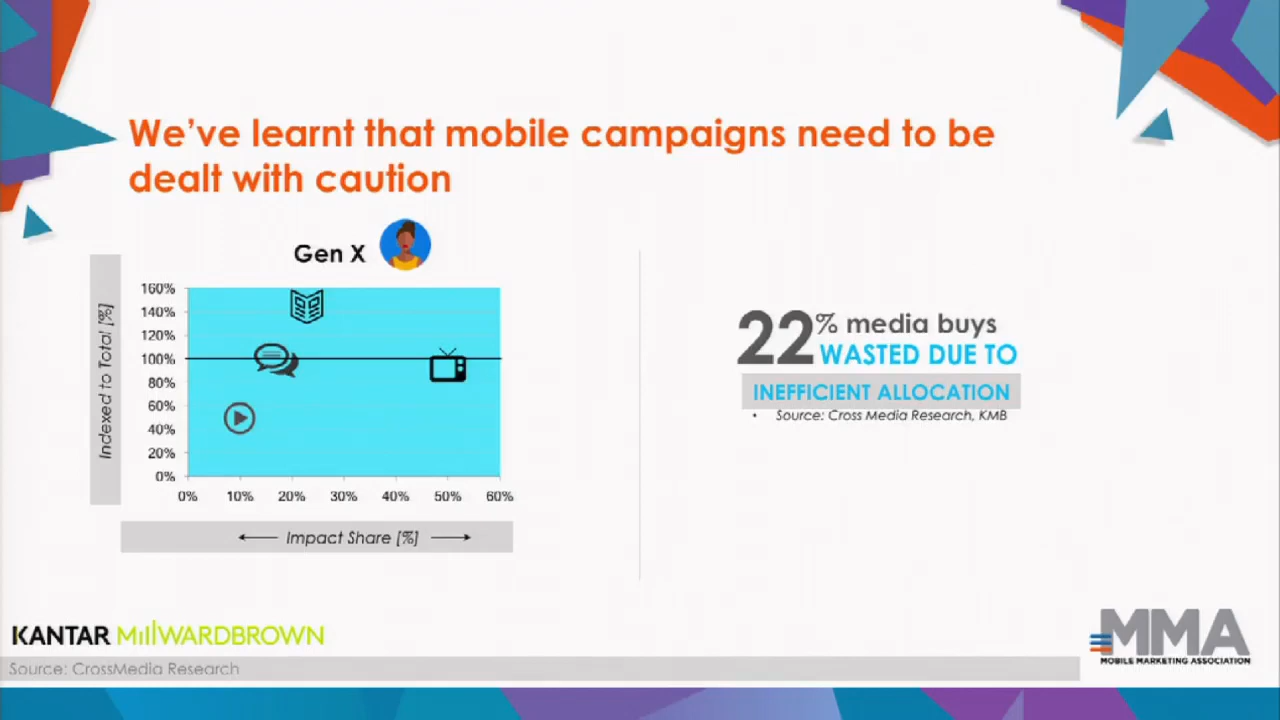 We've learnt that mobile campaigns need to be
dealt with caution
Gen X
Indexed to Total [%]
160%
140%
120%
100%
80%
60%
40%
20%
0%
0% 10% 20% 30% 40% 50% 60%
Impact Share [%]
22% media buys
WASTED DUE TO
INEFFICIENT ALLOCATION
• Source: Cross Media Research, KMB
KANTAR MillWARDBROWN
Source: CrossMedia Research
MMA
MOBILE MARKETING ASSOCIATION